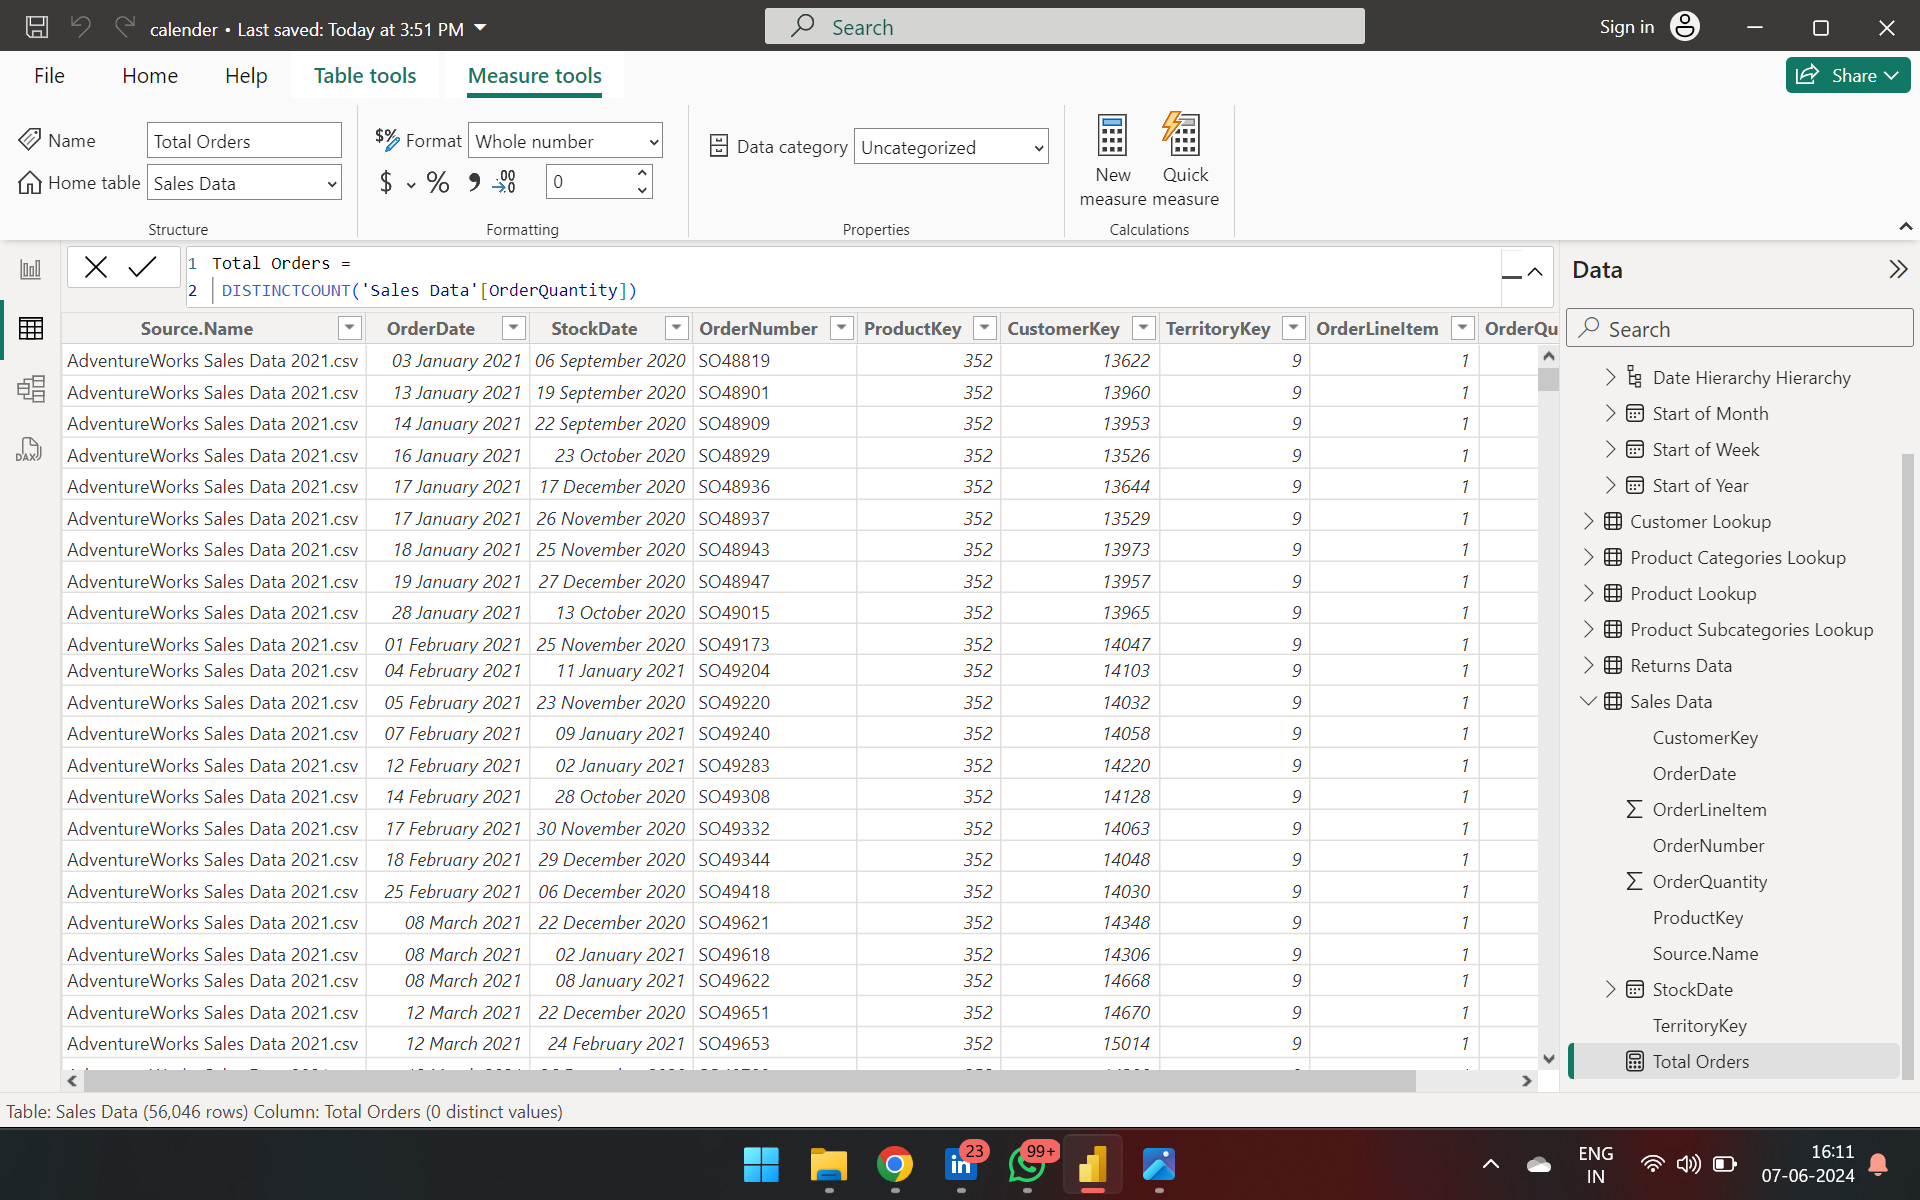 calender • Last saved: Today at 3:51 PM
Search
Sign in
File Home Help Table tools Measure tools
Share
Name Total Orders
Home table Sales Data
Structure
$% Format Whole number
$ % 9 .00 →.0 0
Formatting
Data category Uncategorized
Properties
New measure
Quick measure
Calculations
1 Total Orders =
2 DISTINCTCOUNT('Sales Data'[OrderQuantity])
Source.Name OrderDate StockDate OrderNumber ProductKey CustomerKey TerritoryKey OrderLineItem OrderQu
AdventureWorks Sales Data 2021.csv 03 January 2021 06 September 2020 SO48819 352 13622 9 1
AdventureWorks Sales Data 2021.csv 13 January 2021 19 September 2020 SO48901 352 13960 9 1
AdventureWorks Sales Data 2021.csv 14 January 2021 22 September 2020 SO48909 352 13953 9 1
AdventureWorks Sales Data 2021.csv 16 January 2021 23 October 2020 SO48929 352 13526 9 1
AdventureWorks Sales Data 2021.csv 17 January 2021 17 December 2020 SO48936 352 13644 9 1
AdventureWorks Sales Data 2021.csv 17 January 2021 26 November 2020 SO48937 352 13529 9 1
AdventureWorks Sales Data 2021.csv 18 January 2021 25 November 2020 SO48943 352 13973 9 1
AdventureWorks Sales Data 2021.csv 19 January 2021 27 December 2020 SO48947 352 13957 9 1
AdventureWorks Sales Data 2021.csv 28 January 2021 13 October 2020 SO49015 352 13965 9 1
AdventureWorks Sales Data 2021.csv 01 February 2021 25 November 2020 SO49173 352 14047 9 1
AdventureWorks Sales Data 2021.csv 04 February 2021 11 January 2021 SO49204 352 14103 9 1
AdventureWorks Sales Data 2021.csv 05 February 2021 23 November 2020 SO49220 352 14032 9 1
AdventureWorks Sales Data 2021.csv 07 February 2021 09 January 2021 SO49240 352 14058 9 1
AdventureWorks Sales Data 2021.csv 12 February 2021 02 January 2021 SO49283 352 14220 9 1
AdventureWorks Sales Data 2021.csv 14 February 2021 28 October 2020 SO49308 352 14128 9 1
AdventureWorks Sales Data 2021.csv 17 February 2021 30 November 2020 SO49332 352 14063 9 1
AdventureWorks Sales Data 2021.csv 18 February 2021 29 December 2020 SO49344 352 14048 9 1
AdventureWorks Sales Data 2021.csv 25 February 2021 06 December 2020 SO49418 352 14030 9 1
AdventureWorks Sales Data 2021.csv 08 March 2021 22 December 2020 SO49621 352 14348 9 1
AdventureWorks Sales Data 2021.csv 08 March 2021 02 January 2021 SO49618 352 14306 9 1
AdventureWorks Sales Data 2021.csv 08 March 2021 08 January 2021 SO49622 352 14668 9 1
AdventureWorks Sales Data 2021.csv 12 March 2021 22 December 2020 SO49651 352 14670 9 1
AdventureWorks Sales Data 2021.csv 12 March 2021 24 February 2021 SO49653 352 15014 9 1
DAX
Data
Search
Date Hierarchy Hierarchy
Start of Month
Start of Week
Start of Year
Customer Lookup
Product Categories Lookup
Product Lookup
Product Subcategories Lookup
Returns Data
Sales Data
CustomerKey
OrderDate
Σ OrderLineItem
OrderNumber
Σ OrderQuantity
ProductKey
Source.Name
StockDate
TerritoryKey
Total Orders
Table: Sales Data (56,046 rows) Column: Total Orders (0 distinct values)
in 23
99+
ENG
IN
16:11
07-06-2024